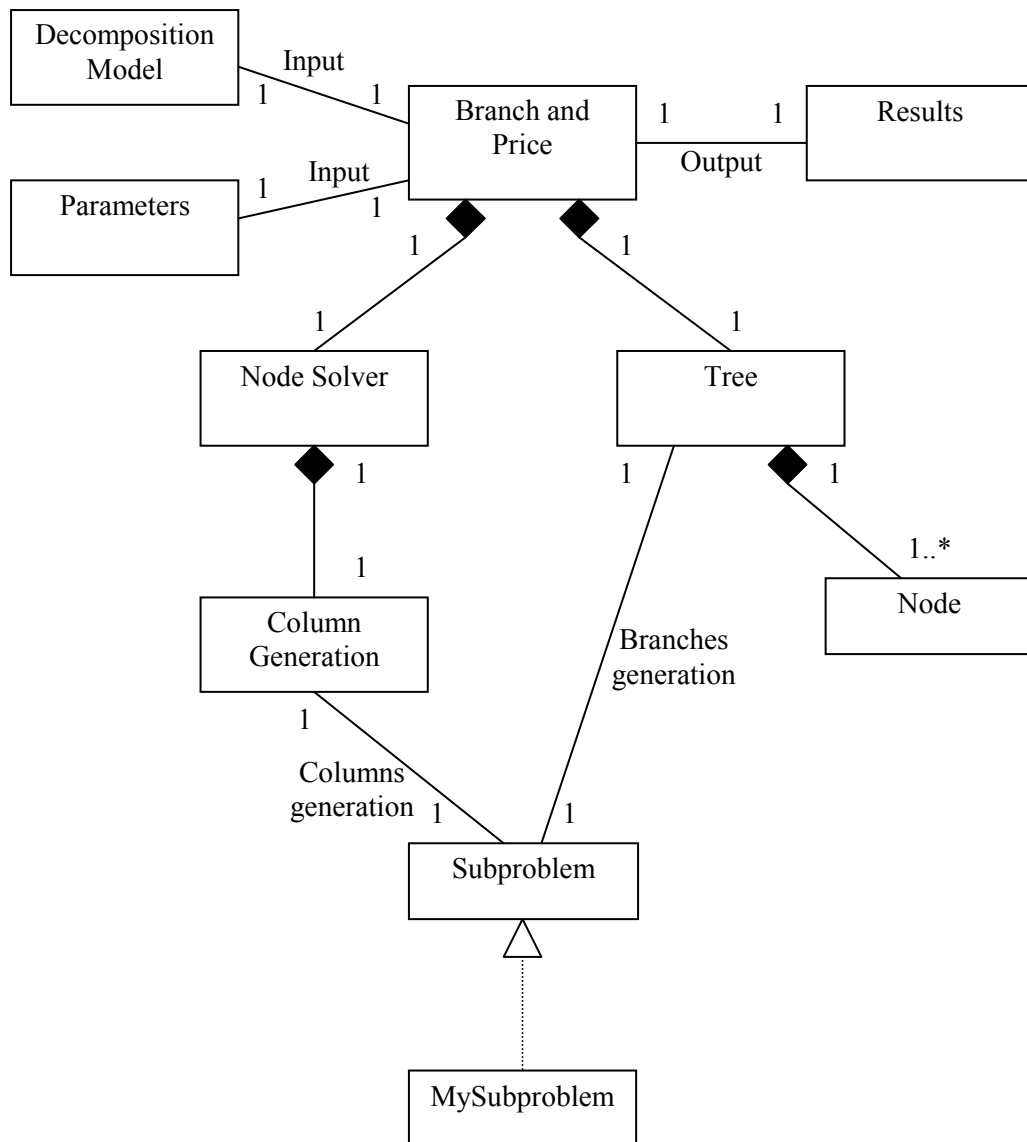 Decomposition
Model
Input
1
1
Branch and
Price
1
1
Output
Results
Parameters
Input
1
1
1
1
1
1
Node Solver
Tree
1
1
1
1
1..*
Node
Column
Generation
Branches
generation
1
Columns
generation
1
1
Subproblem
MySubproblem